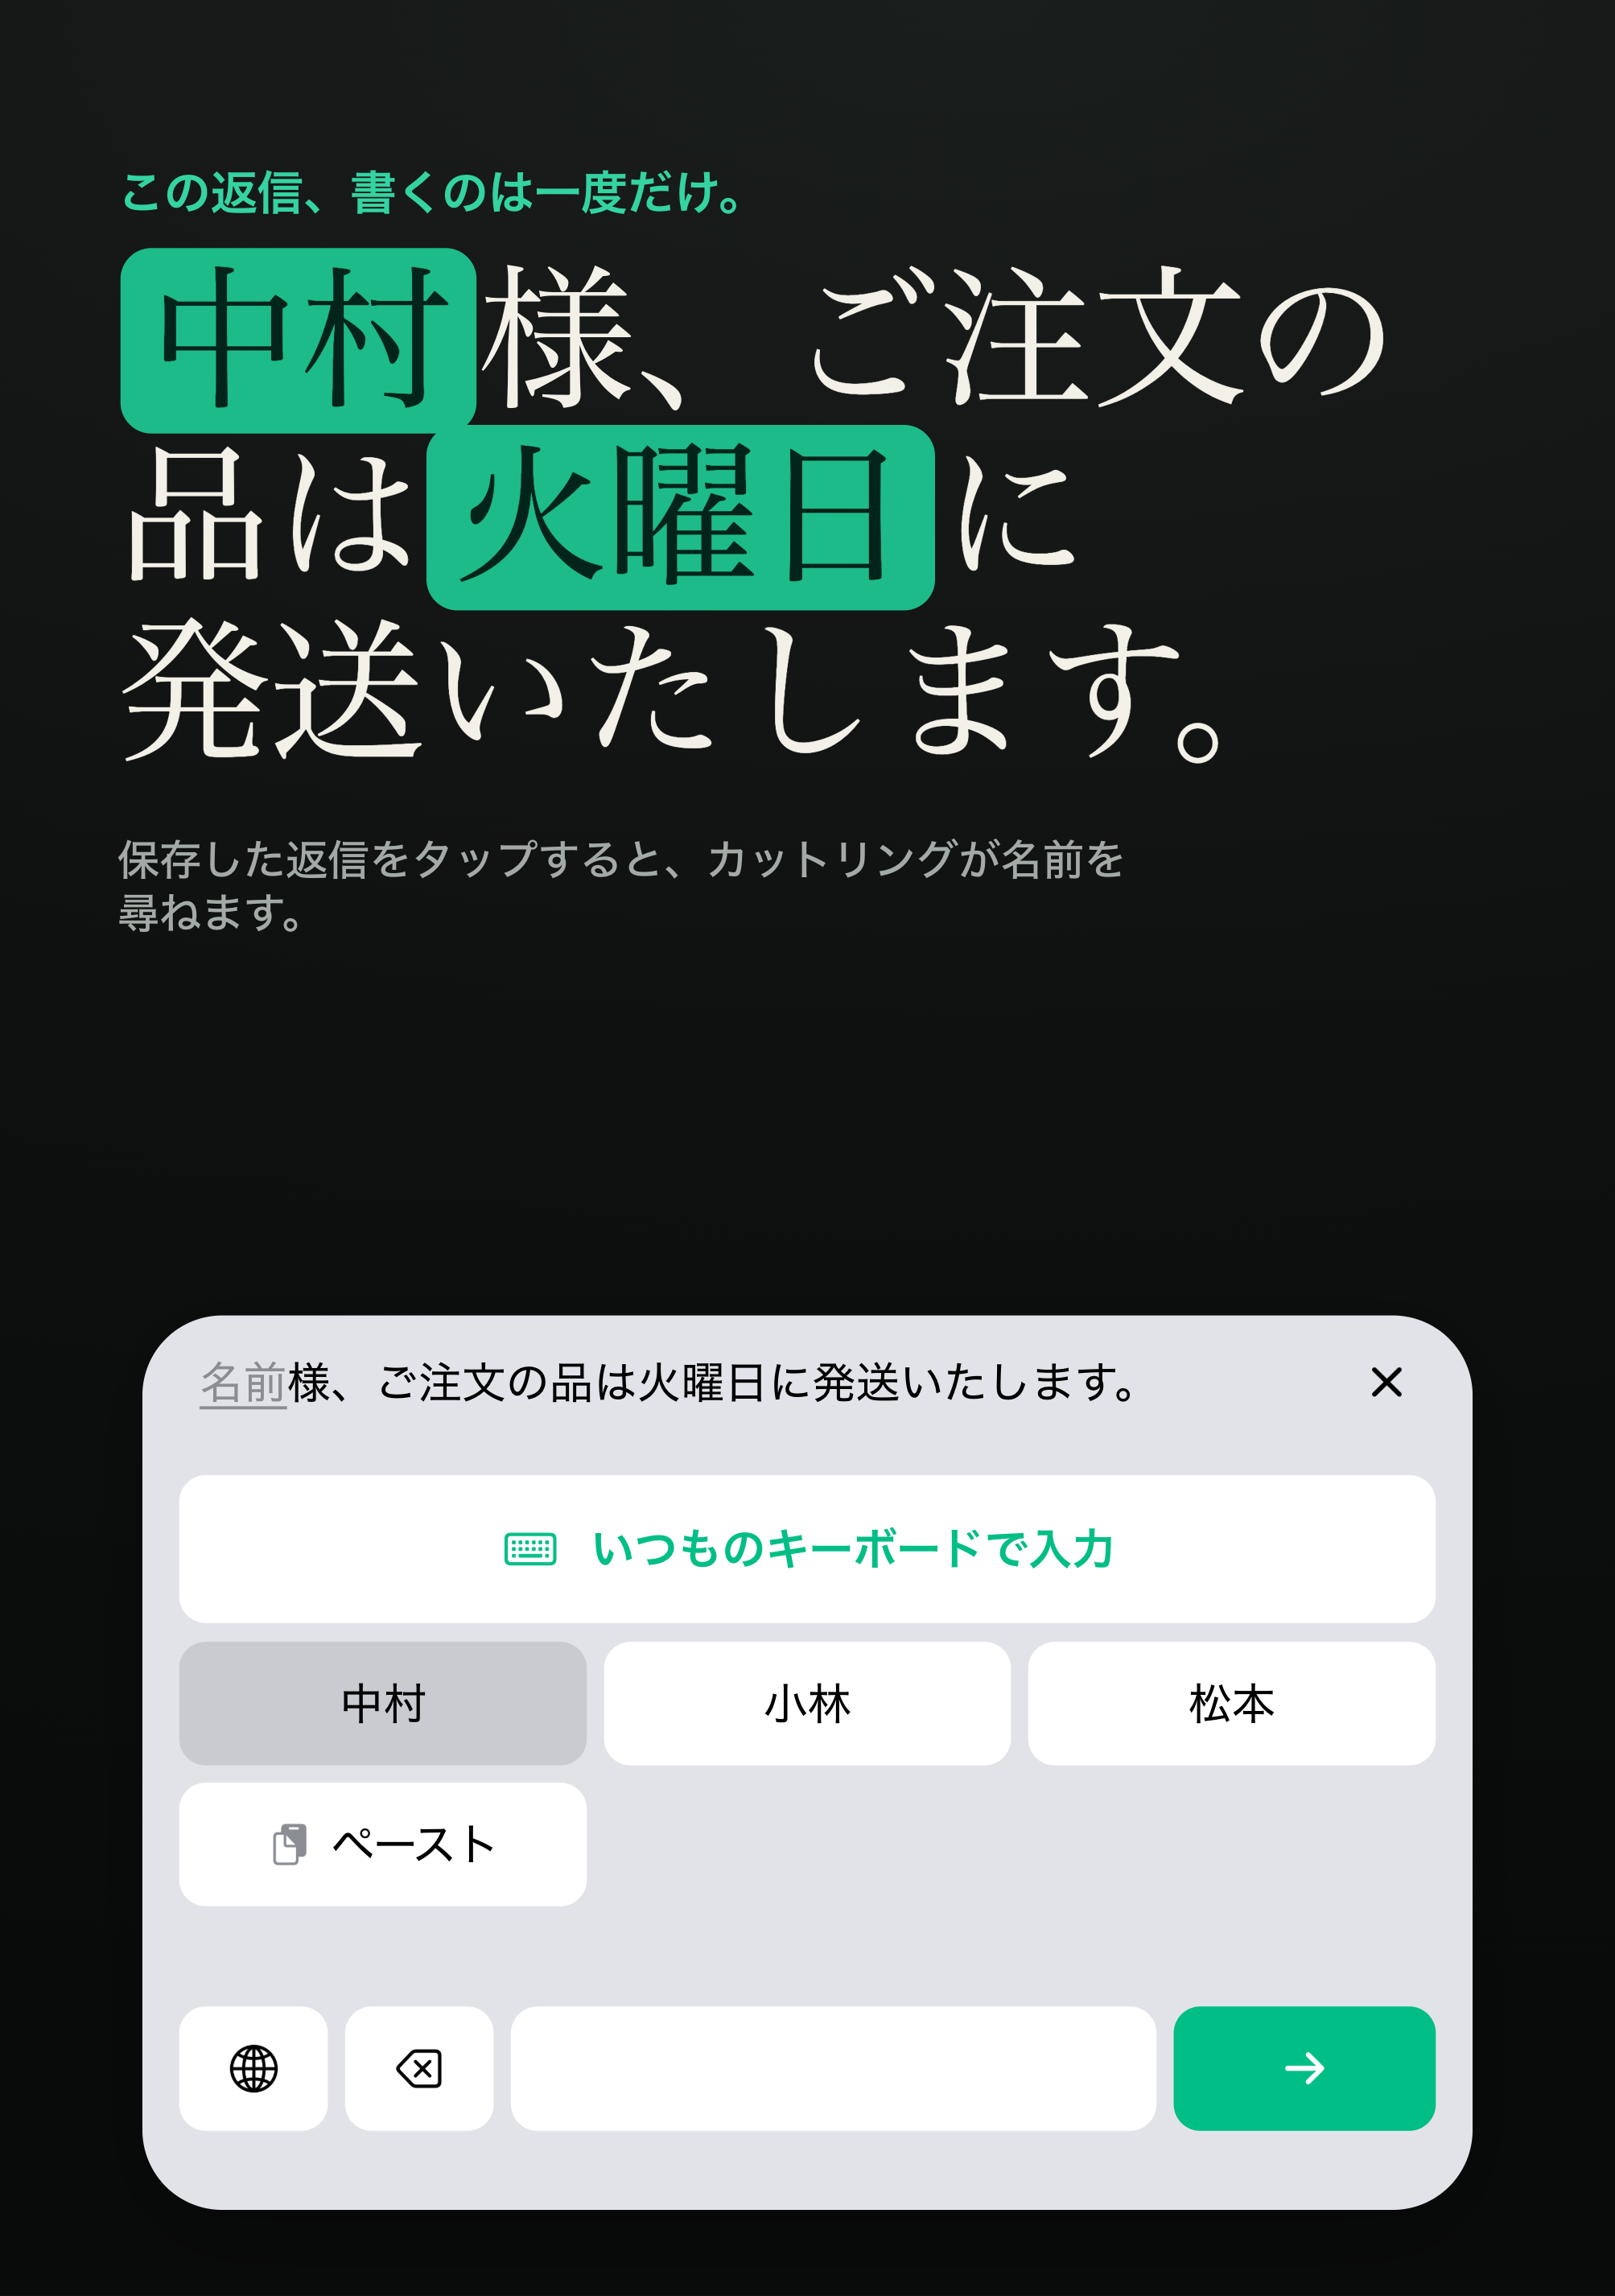 この返信、書くのは一度だけ。
中村様、ご注文の
品は火曜日に
発送いたします。
保存した返信をタップすると、カットリングが名前を
尋ねます。
名前様、ご注文の品は火曜日に発送いたします。
いつものキーボードで入力
中村
小林
松本
ペースト